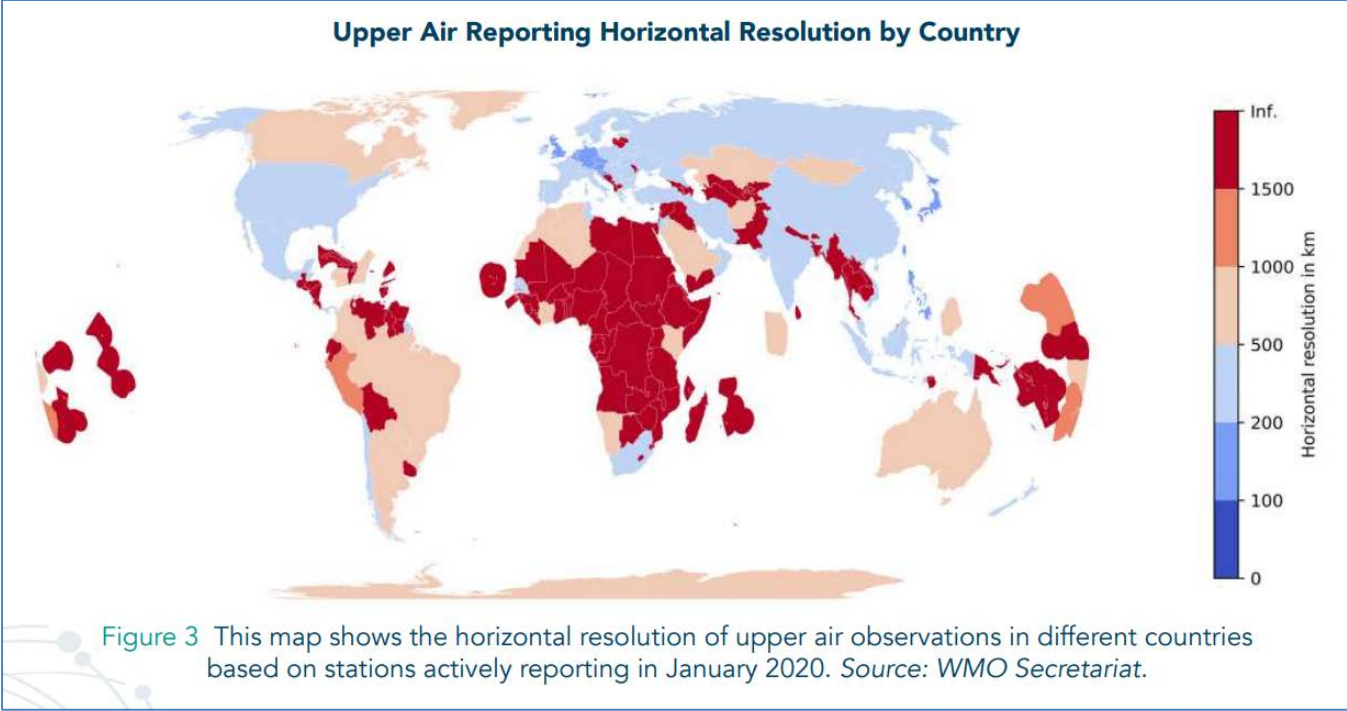 Upper Air Reporting Horizontal Resolution by Country
Inf.
1500
1000
500
200
100
0
Horizontal resolution in km
Figure 3 This map shows the horizontal resolution of upper air observations in different countries
based on stations actively reporting in January 2020. Source: WMO Secretariat.